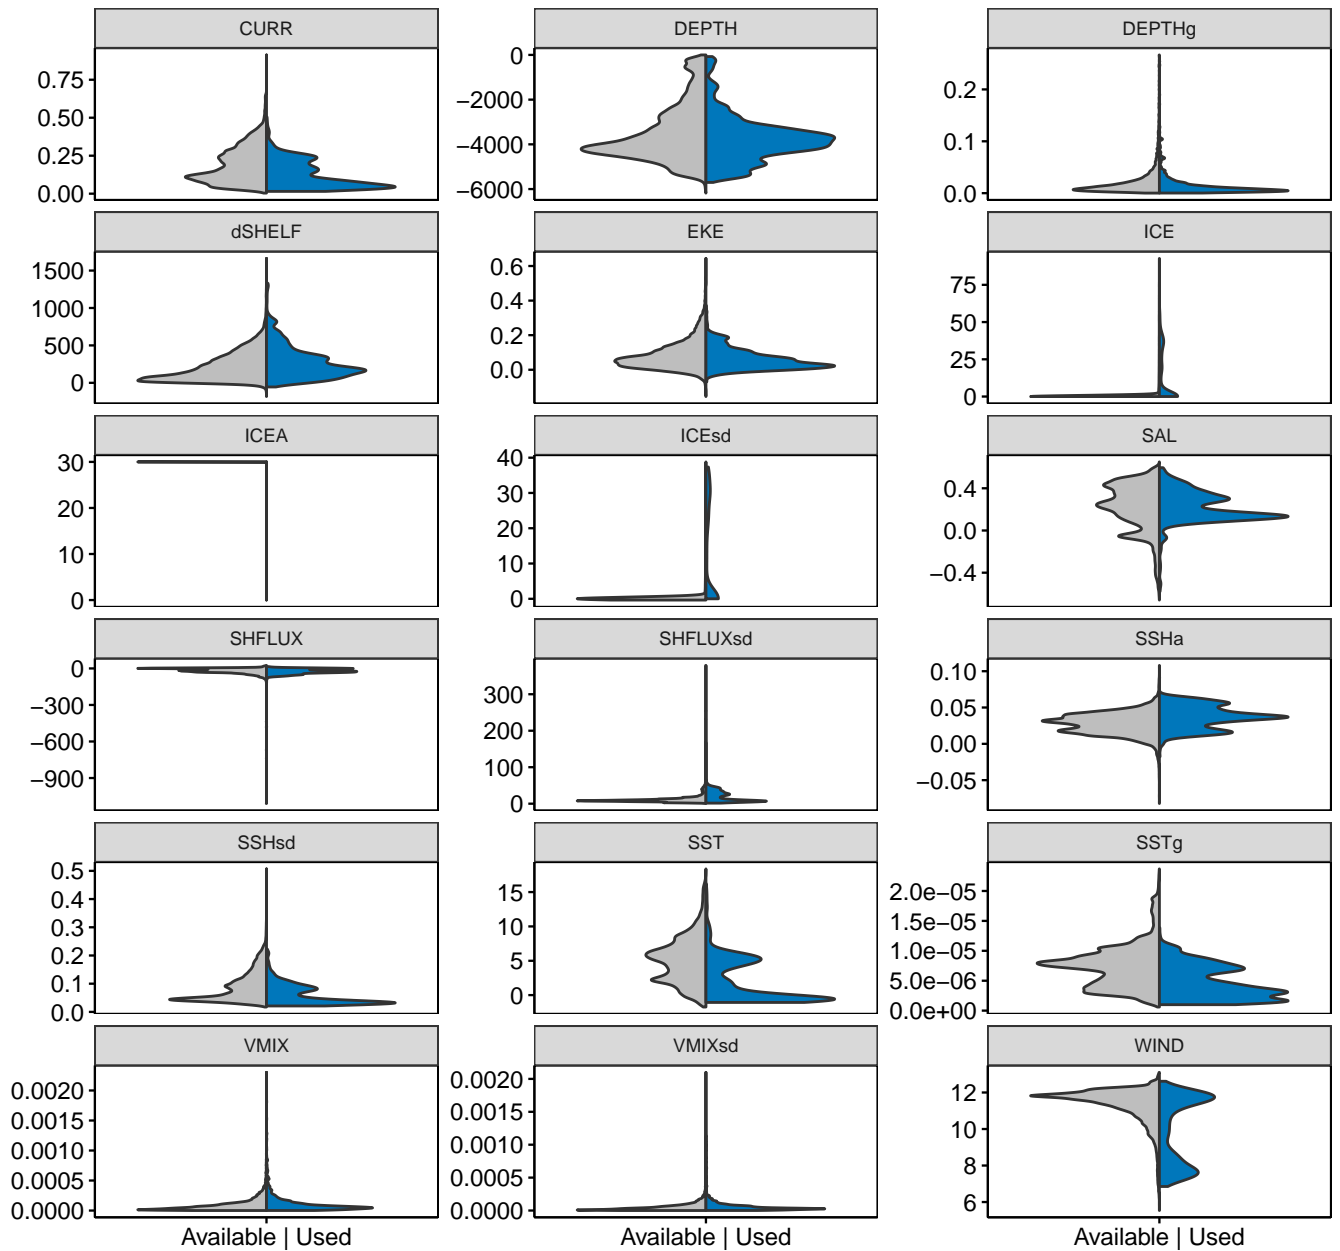 CURR
DEPTH
DEPTHg
0.75
0.50
0.25
0.00
0
−2000
−4000
−6000
0.2
0.1
0.0
dSHELF
EKE
ICE
1500
1000
500
0
0.6
0.4
0.2
0.0
75
50
25
0
ICEA
ICEsd
SAL
30
20
10
0
40
30
20
10
0
0.4
0.0
−0.4
SHFLUX
SHFLUXsd
SSHa
0
−300
−600
−900
300
200
100
0
0.10
0.05
0.00
−0.05
SSHsd
SST
SSTg
0.5
0.4
0.3
0.2
0.1
0.0
15
10
5
0
2.0e−05
1.5e−05
1.0e−05
5.0e−06
0.0e+00
VMIX
VMIXsd
WIND
0.0020
0.0015
0.0010
0.0005
0.0000
0.0020
0.0015
0.0010
0.0005
0.0000
12
10
8
6
Available | Used
Available | Used
Available | Used